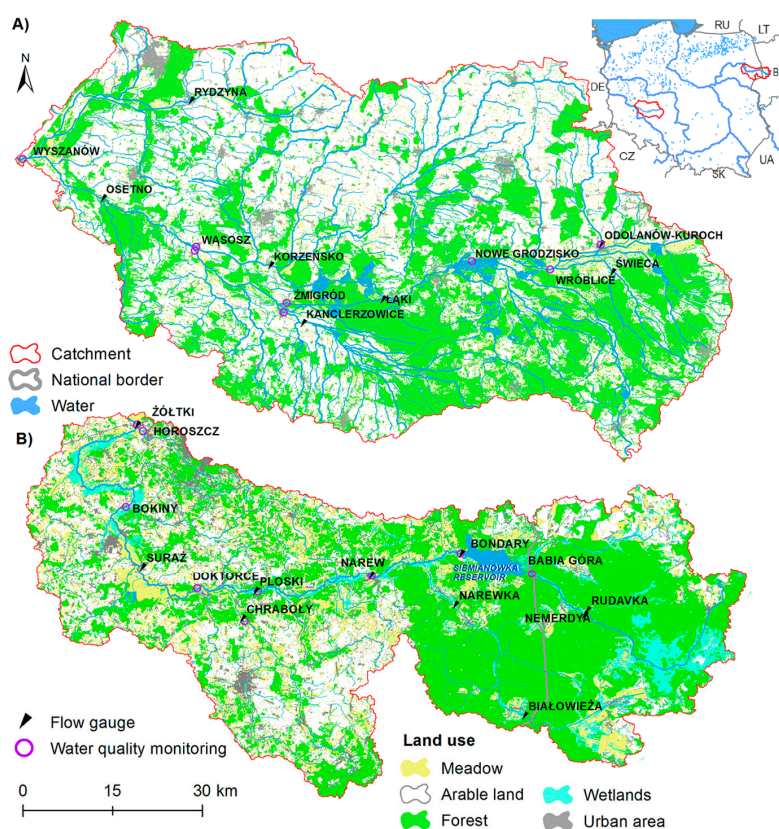 A)
N
RU
LT
B
DE
CZ
SK
UA
RYDZYNA
WYSZANÓW
OSETNO
WĄSOSZ
KORZEŃSKO
ODOLANÓW-KUROCH
NOWE GRODZISKO
ŚWIECA
WRÓBLICE
ŻMIGRÓD
ŁĄKI
KANCLERZOWICE
Catchment
National border
Water
B)
ŻÓŁTKI
HOROSZCZ
BOKINY
SURAŻ
DOKTORCE
PLOSKI
CHRABOŁY
NAREW
BONDARY
SIEMIANÓWKA
RESERVOIR
BABIA GÓRA
NAREWKA
RUDAVKA
NEMERDYA
BIAŁOWIEŻA
Flow gauge
Water quality monitoring
0 15 30 km
Land use
Meadow
Arable land
Forest
Wetlands
Urban area